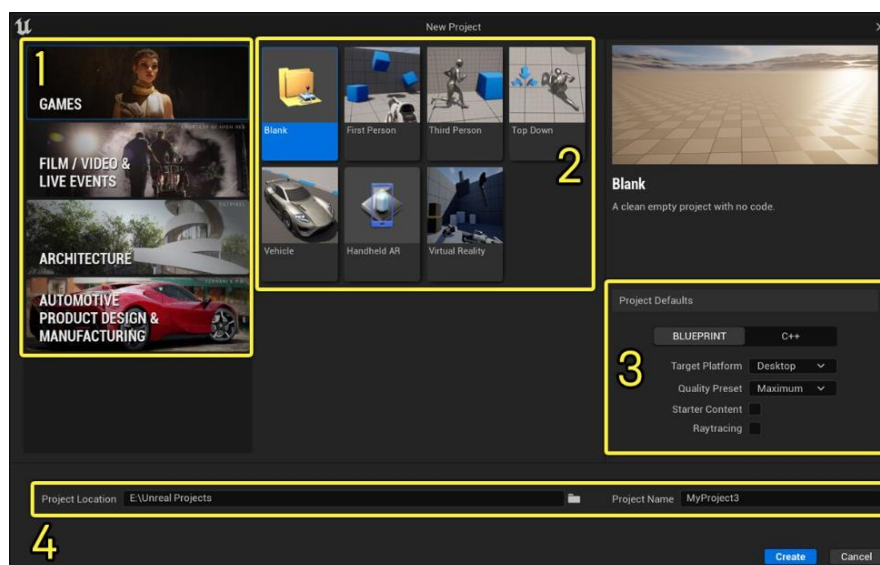 New Project
1
GAMES
FILM / VIDEO &
LIVE EVENTS
ARCHITECTURE
AUTOMOTIVE
PRODUCT DESIGN &
MANUFACTURING
Blank
First Person
Third Person
Top Down
2
Vehicle
Handheld AR
Virtual Reality
Blank
A clean empty project with no code.
Project Defaults
BLUEPRINT
C++
3
Target Platform Desktop
Quality Preset Maximum
Starter Content
Raytracing
Project Location E:\Unreal Projects
Project Name MyProject3
4
Create
Cancel